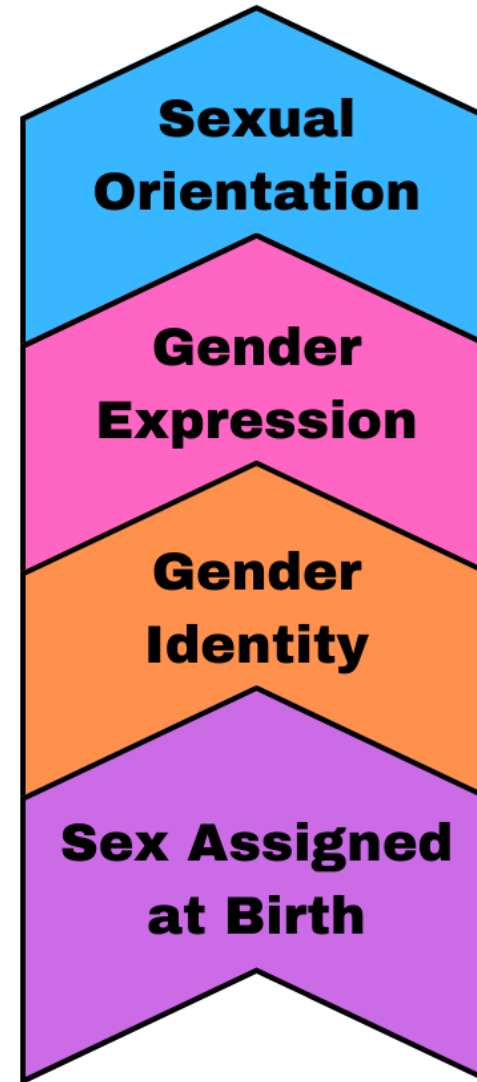 Sexual
Orientation
Gender
Expression
Gender
Identity
Sex Assigned
at Birth